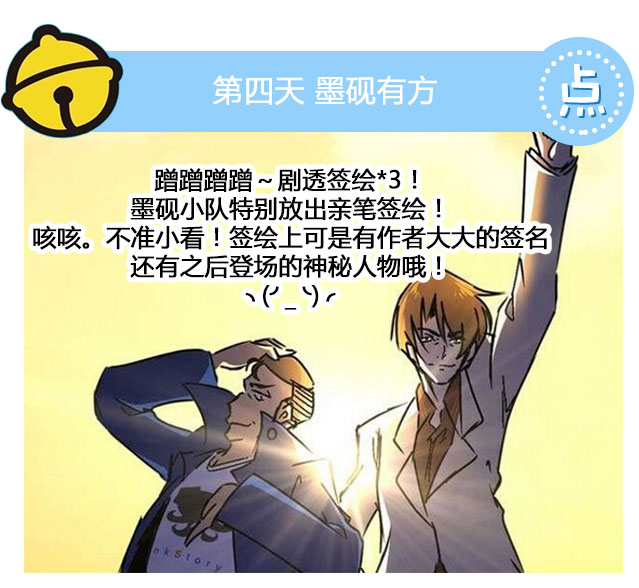 第四天 墨砚有方
点
蹭蹭蹭蹭～剧透签绘*3！
墨砚小队特别放出亲笔签绘！
咳咳。不准小看！签绘上可是有作者大大的签名
还有之后登场的神秘人物哦！
ヽ(╯_╰)╭
nkStory